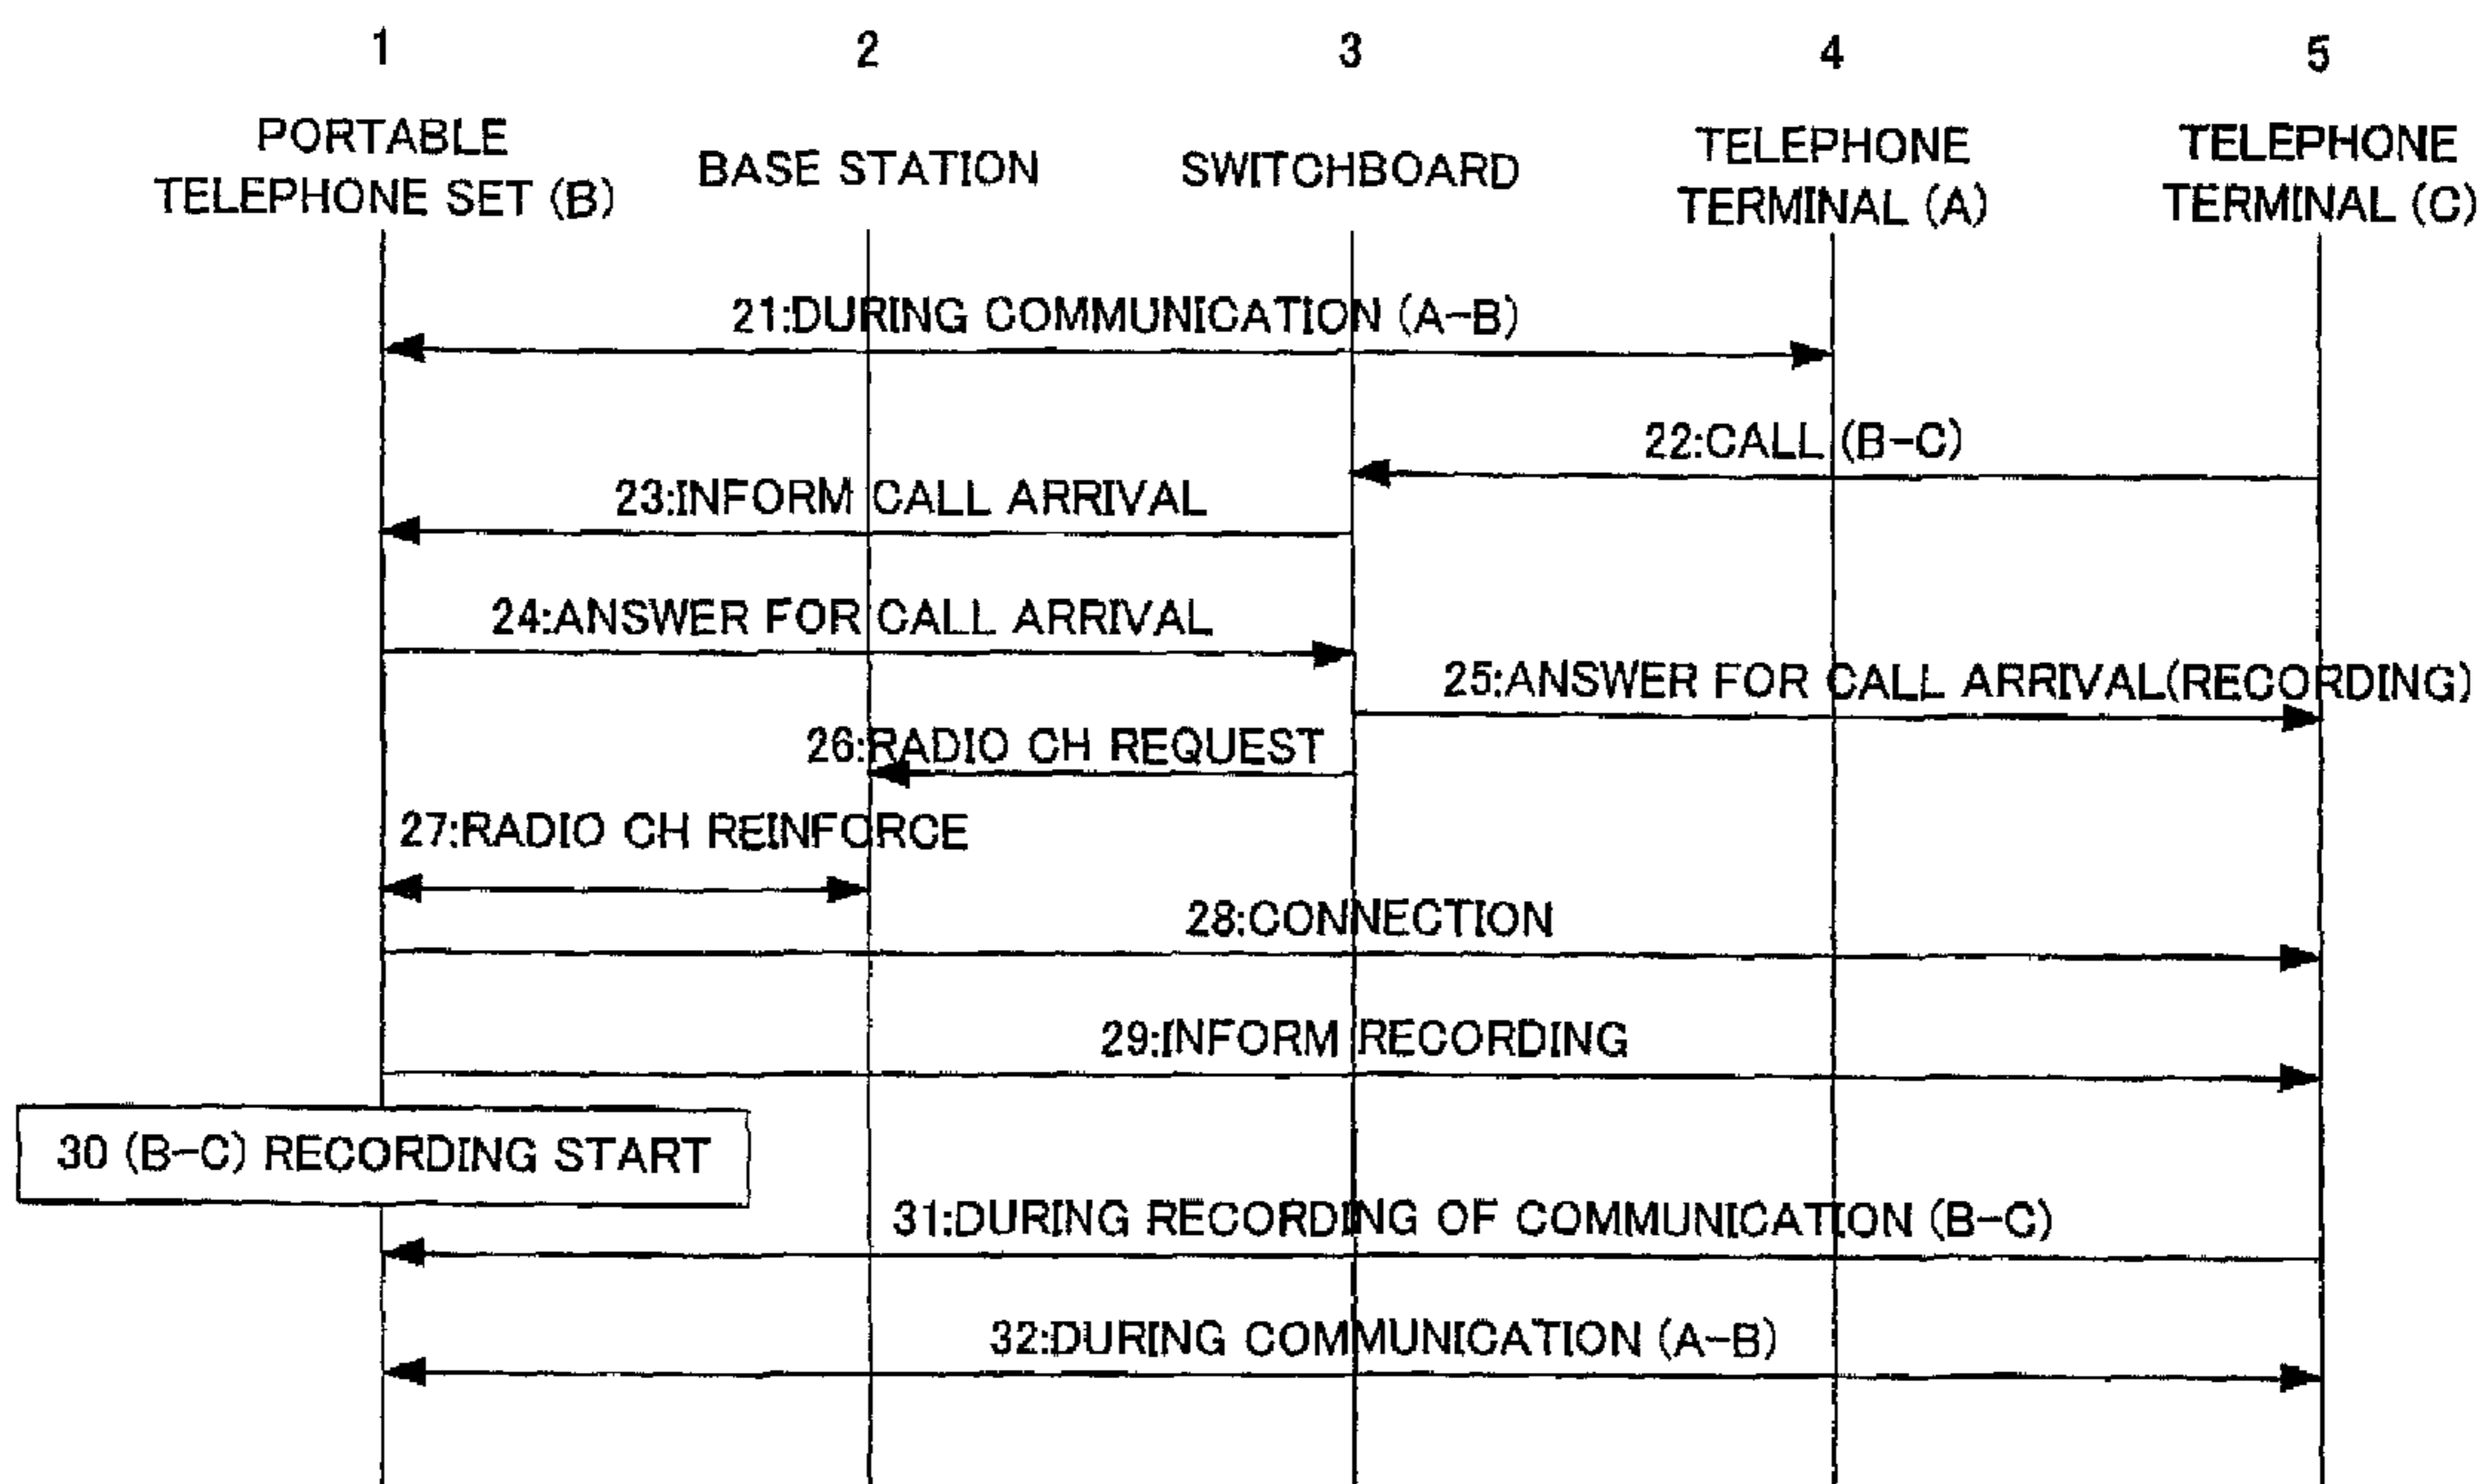 1
2
3
4
5
PORTABLE
TELEPHONE SET (B)
BASE STATION
SWITCHBOARD
TELEPHONE
TERMINAL (A)
TELEPHONE
TERMINAL (C)
21:DURING COMMUNICATION (A-B)
22:CALL (B-C)
23:INFORM CALL ARRIVAL
24:ANSWER FOR CALL ARRIVAL
25:ANSWER FOR CALL ARRIVAL(RECORDING)
26:RADIO CH REQUEST
27:RADIO CH REINFORCE
28:CONNECTION
29:INFORM RECORDING
30 (B-C) RECORDING START
31:DURING RECORDING OF COMMUNICATION (B-C)
32:DURING COMMUNICATION (A-B)